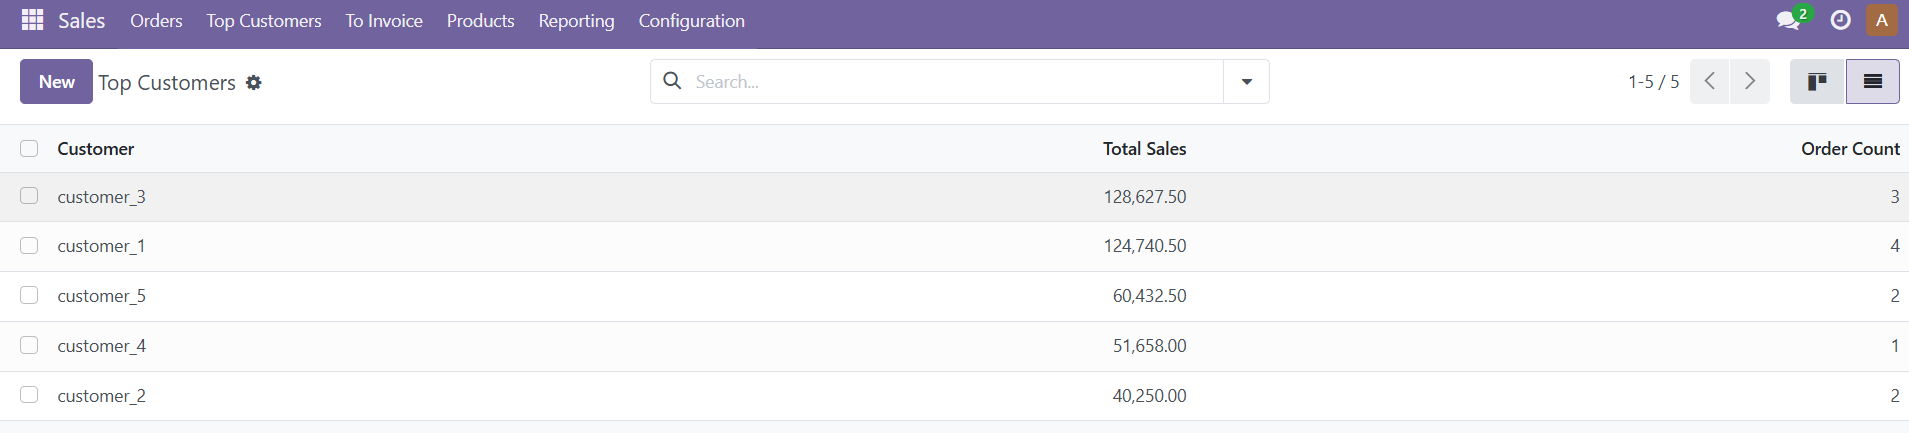 Sales Orders Top Customers To Invoice Products Reporting Configuration 2 A
New Top Customers Search... 1-5 / 5
Customer Total Sales Order Count
customer_3 128,627.50 3
customer_1 124,740.50 4
customer_5 60,432.50 2
customer_4 51,658.00 1
customer_2 40,250.00 2